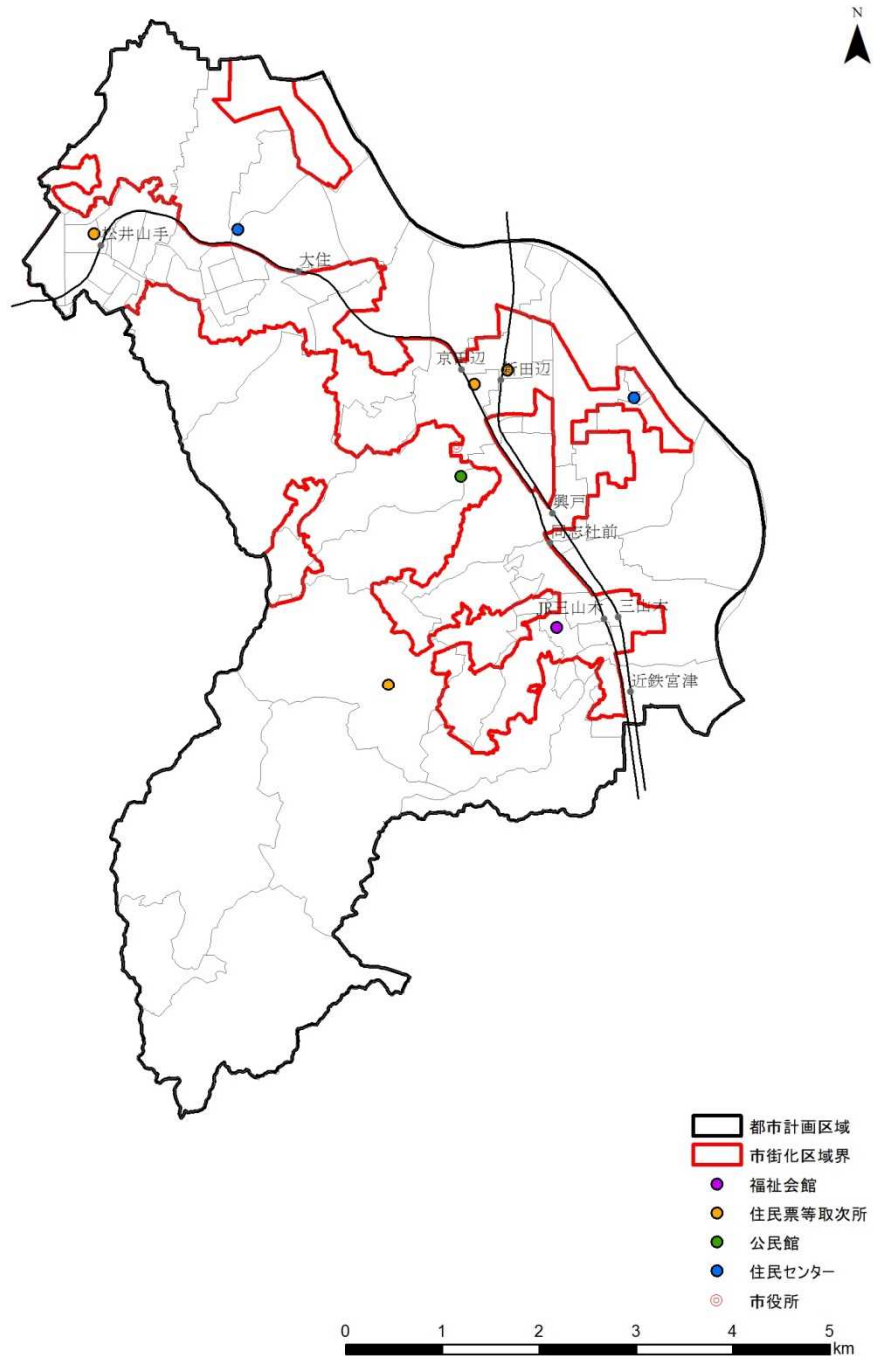 N
松井山手
大住
京田辺
新田辺
興戸
同志社前
JR三山木
三山木
近鉄宮津
都市計画区域
市街化区域界
福祉会館
住民票等取次所
公民館
住民センター
市役所
0 1 2 3 4 5
km